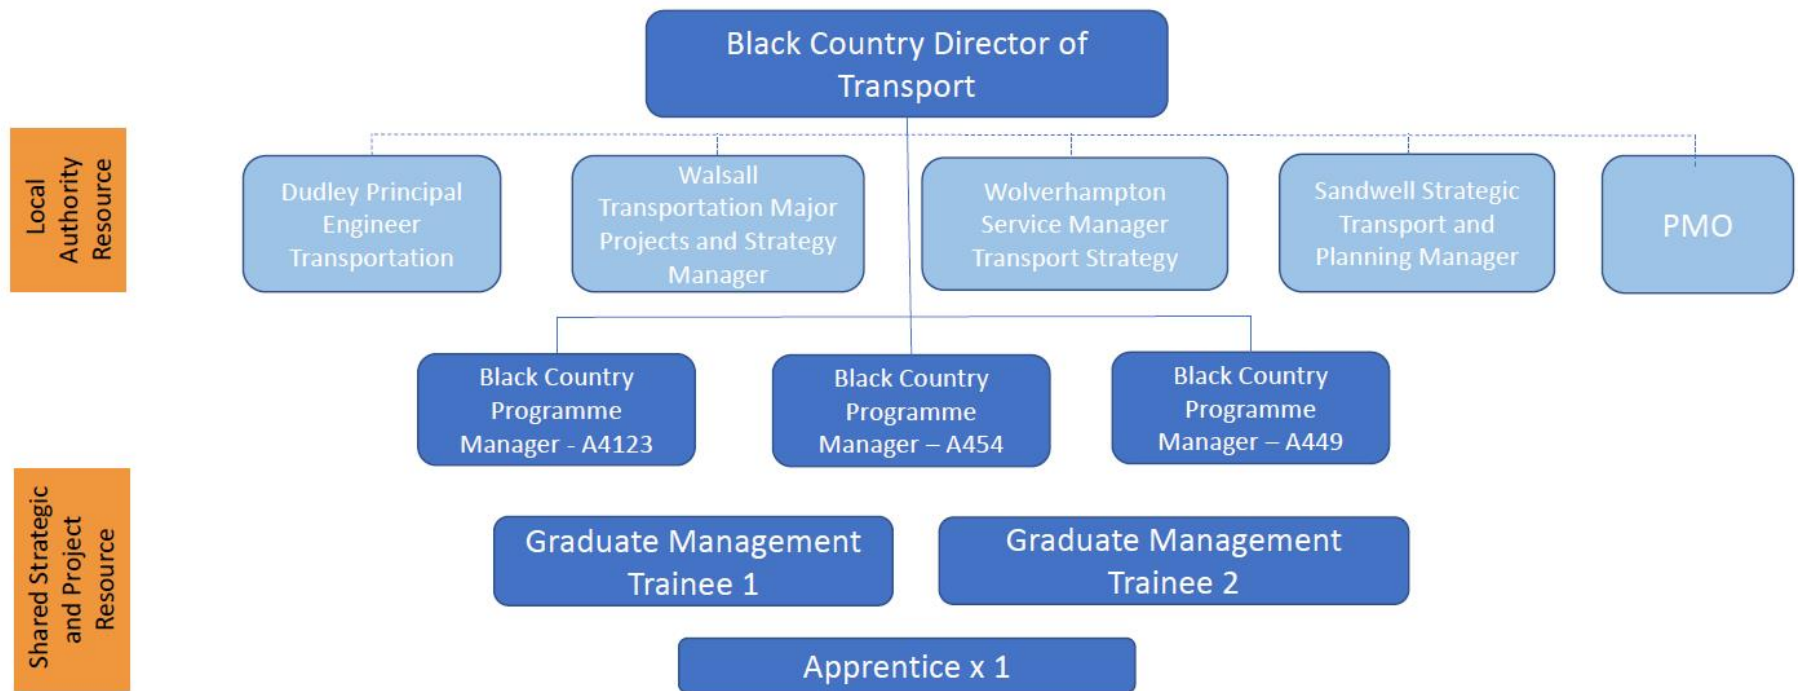 Black Country Director of
Transport
Local
Authority
Resource
Dudley Principal
Engineer
Transportation
Walsall
Transportation Major
Projects and Strategy
Manager
Wolverhampton
Service Manager
Transport Strategy
Sandwell Strategic
Transport and
Planning Manager
PMO
Black Country
Programme
Manager - A4123
Black Country
Programme
Manager – A454
Black Country
Programme
Manager – A449
Shared Strategic
and Project
Resource
Graduate Management
Trainee 1
Graduate Management
Trainee 2
Apprentice x 1